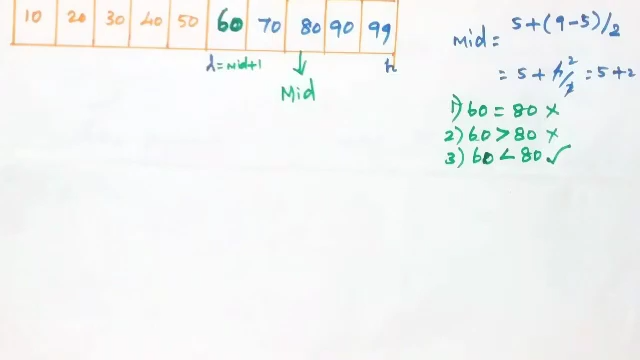 10 20 30 40 50 60 70 80 90 99
l=mid+1 h
Mid
Mid = 5+(9-5)/2
= 5+4/2 2 = 5+2
1) 60 = 80 ×
2) 60 > 80 ×
3) 60 < 80 ✓